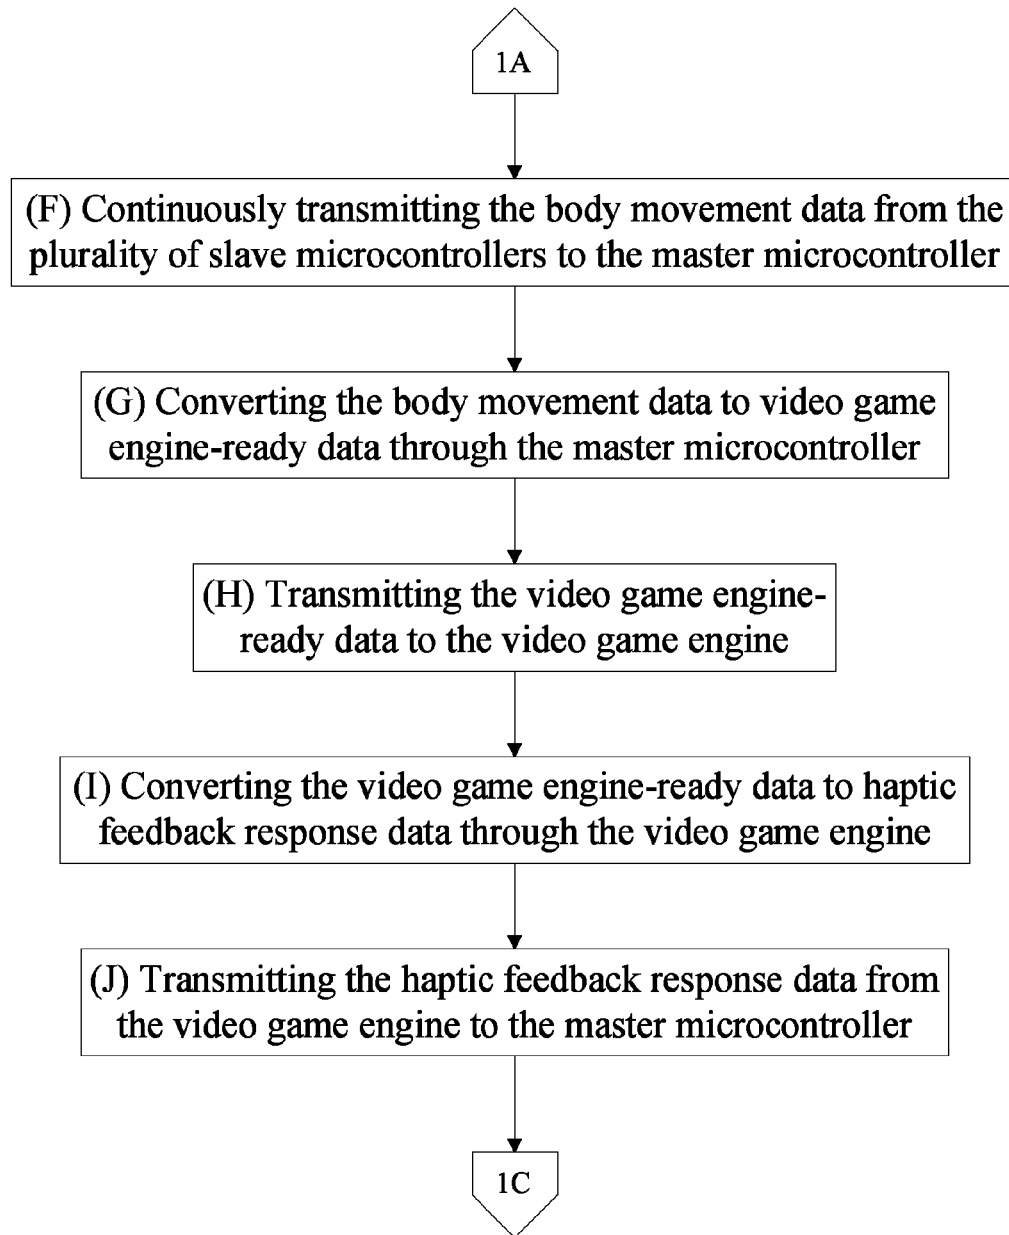 1A
(F) Continuously transmitting the body movement data from the
plurality of slave microcontrollers to the master microcontroller
(G) Converting the body movement data to video game
engine-ready data through the master microcontroller
(H) Transmitting the video game engine-
ready data to the video game engine
(I) Converting the video game engine-ready data to haptic
feedback response data through the video game engine
(J) Transmitting the haptic feedback response data from
the video game engine to the master microcontroller
1C